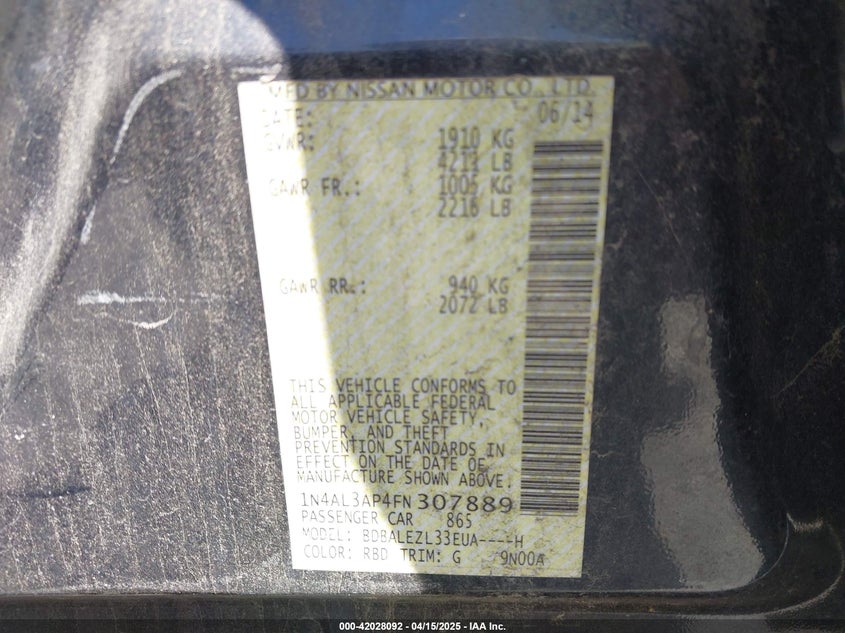 MFD BY NISSAN MOTOR CO., LTD.
DATE: 06/14
GVWR: 1910 KG
4211 LB
GAWR FR.: 1005 KG
2216 LB
GAWR RR.: 940 KG
2072 LB
THIS VEHICLE CONFORMS TO
ALL APPLICABLE FEDERAL
MOTOR VEHICLE SAFETY,
BUMPER, AND THEFT
PREVENTION STANDARDS IN
EFFECT ON THE DATE OF
MANUFACTURE SHOWN ABOVE.
1N4AL3AP4FN 307889
PASSENGER CAR 865
MODEL: BDBALEZL33EUA----H
COLOR: RBD TRIM: G 9N00A
000-42028092 - 04/15/2025 - IAA Inc.